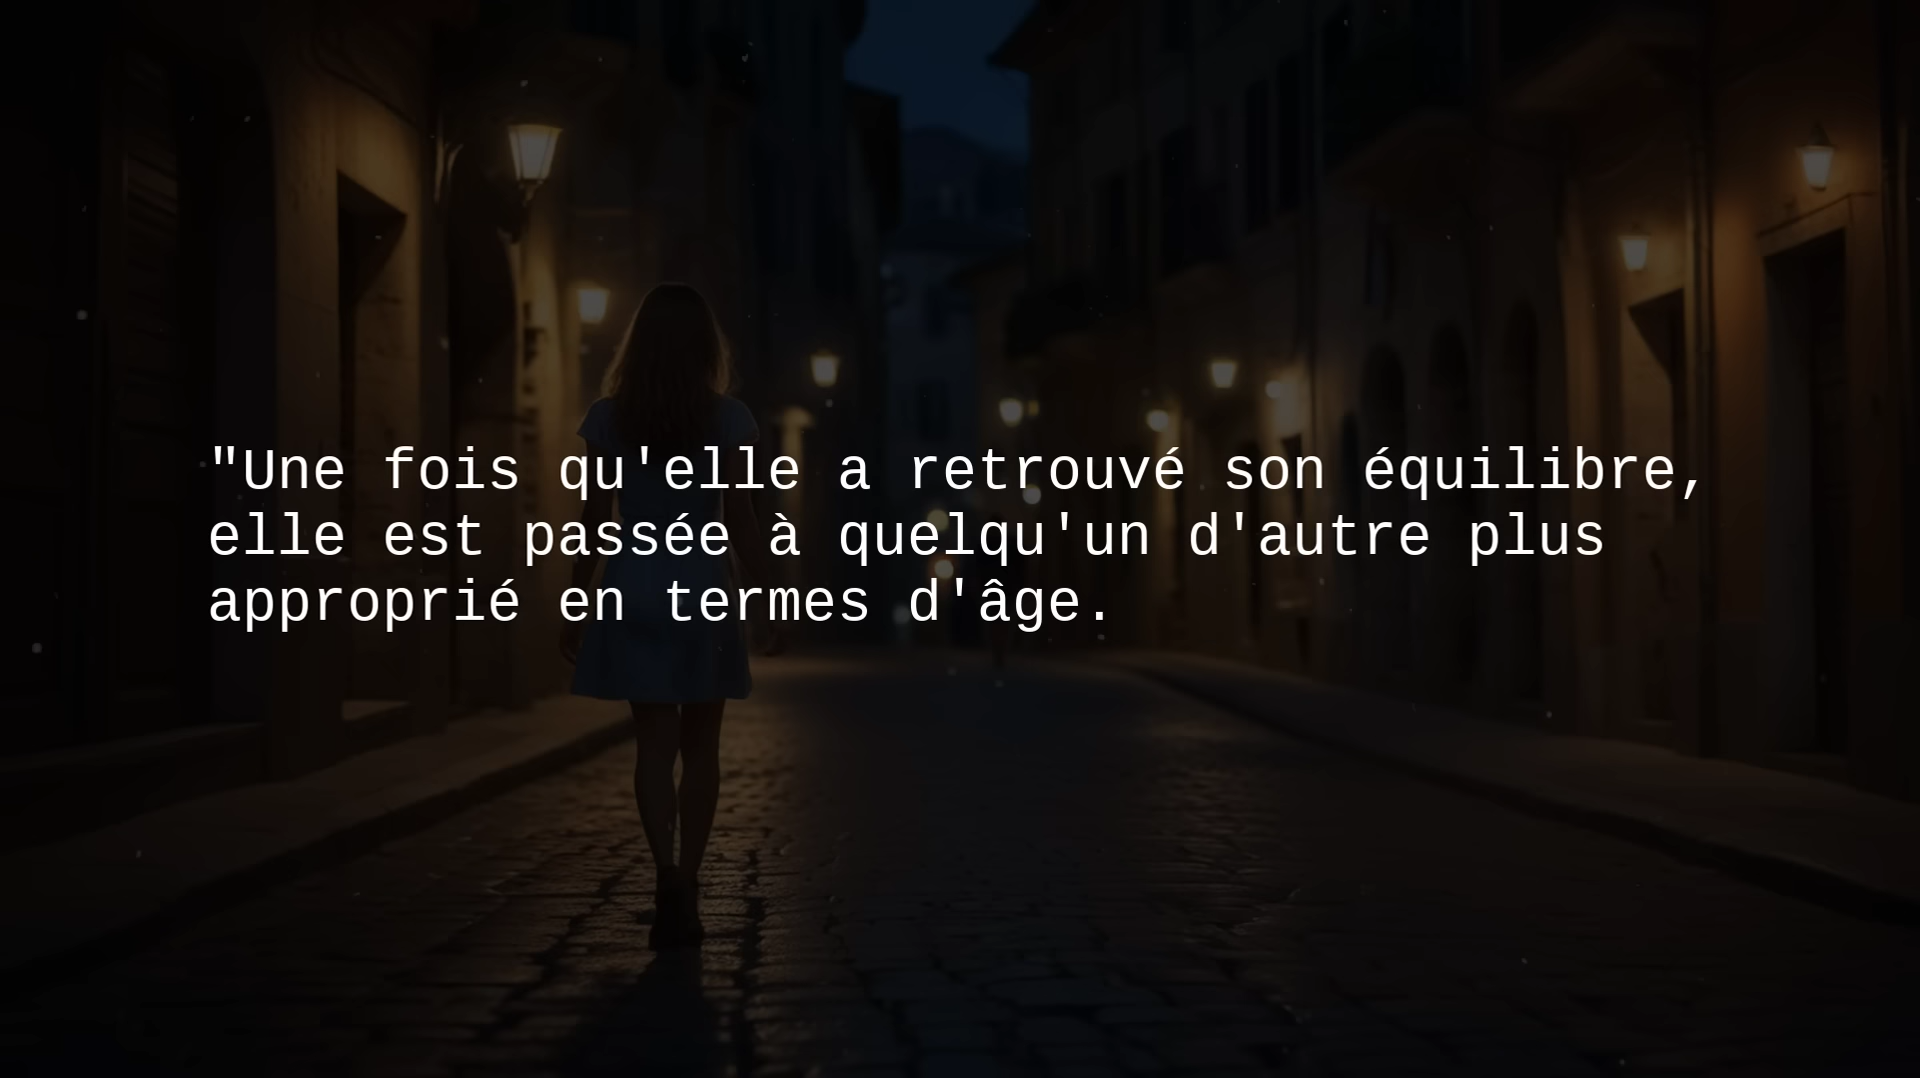 "Une fois qu'elle a retrouvé son équilibre,
elle est passée à quelqu'un d'autre plus
approprié en termes d'âge.